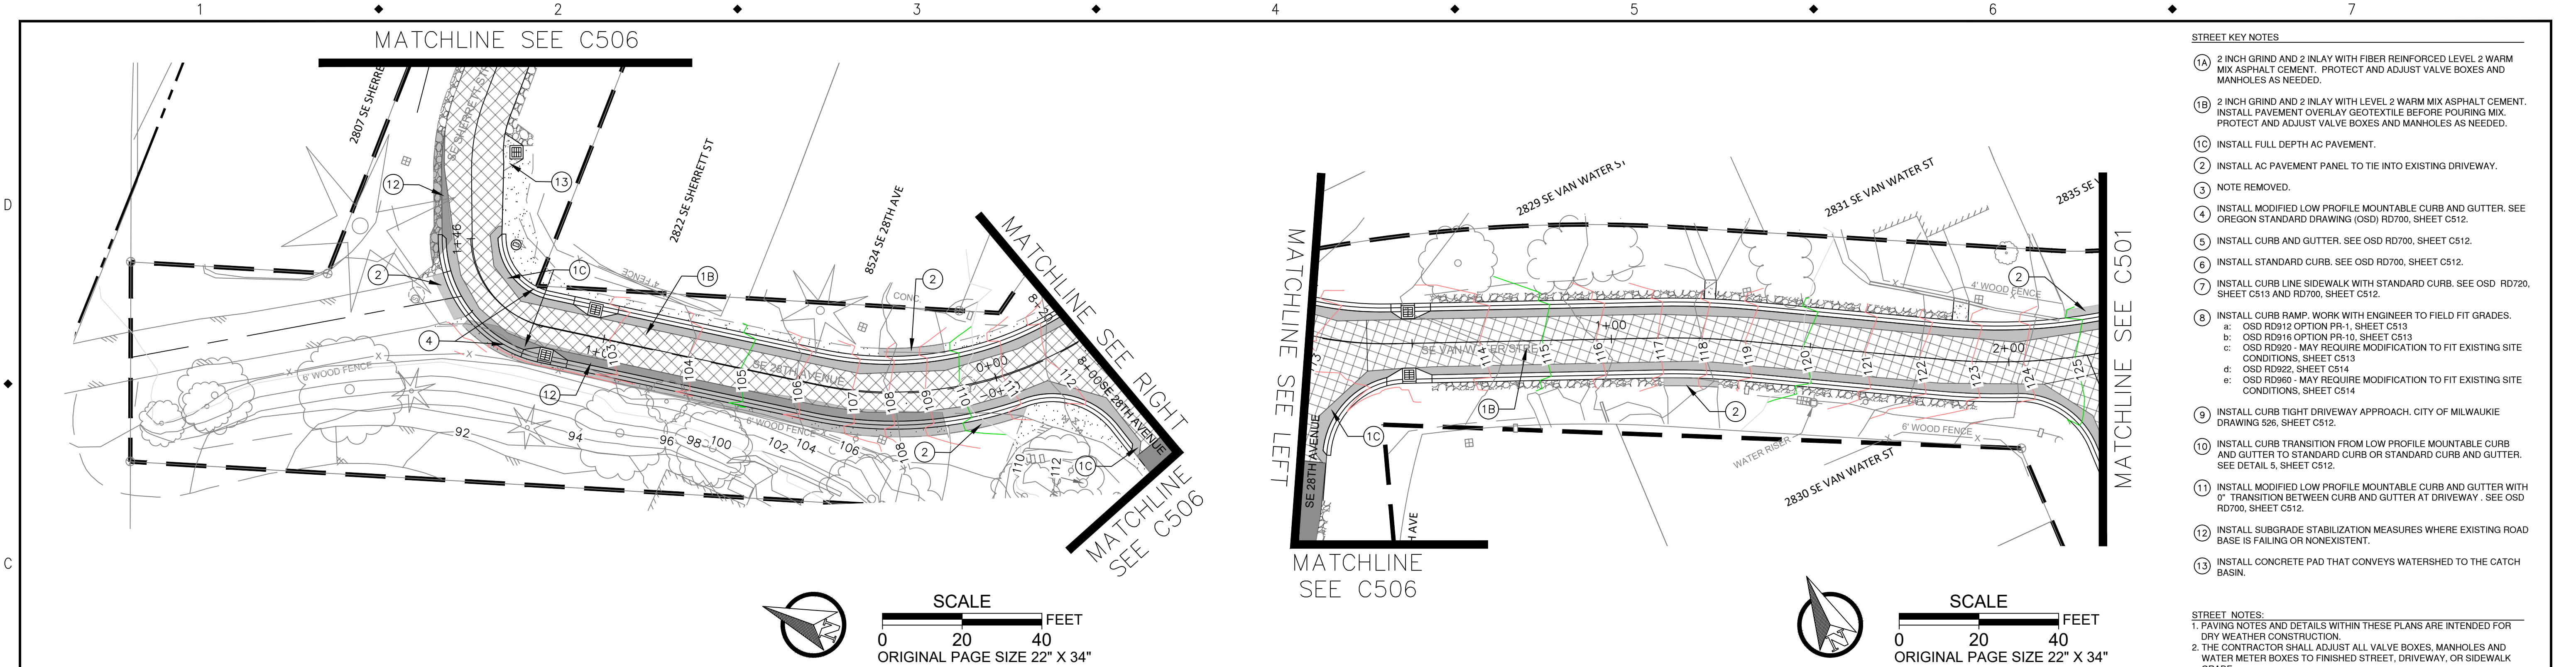 1
2
3
4
5
6
7
D
C
MATCHLINE SEE C506
2807 SE SHERRE
SE SHERRETT ST
2822 SE SHERRETT ST
8524 SE 28TH AVE
MATCHLINE SEE RIGHT
12
13
1+46
2
1C
1B
2
4' FENCE
CONC.
8+20
4
1+0
103
104
105
106
107
108
109
110
111
112
SE 28TH AVENUE
0+00
-0+11
8+00
SE 28TH AVENUE
6' WOOD FENCE
12
6' WOOD FENCE
92
94
96
98
100
102
104
106
108
110
112
2
1C
MATCHLINE
SEE C506
SCALE
FEET
0 20 40
ORIGINAL PAGE SIZE 22" X 34"
N
MATCHLINE SEE LEFT
2829 SE VAN WATER ST
2831 SE VAN WATER ST
2835 SE V
2
4' WOOD FENCE
MATCHLINE SEE C501
1+00
2+00
114
115
116
117
118
119
120
121
122
123
124
125
1B
2
1C
SE 28TH AVENUE
WATER RISER
6' WOOD FENCE
2830 SE VAN WATER ST
H AVE
MATCHLINE
SEE C506
SCALE
FEET
0 20 40
ORIGINAL PAGE SIZE 22" X 34"
N
STREET KEY NOTES
1A 2 INCH GRIND AND 2 INLAY WITH FIBER REINFORCED LEVEL 2 WARM
MIX ASPHALT CEMENT. PROTECT AND ADJUST VALVE BOXES AND
MANHOLES AS NEEDED.
1B 2 INCH GRIND AND 2 INLAY WITH LEVEL 2 WARM MIX ASPHALT CEMENT.
INSTALL PAVEMENT OVERLAY GEOTEXTILE BEFORE POURING MIX.
PROTECT AND ADJUST VALVE BOXES AND MANHOLES AS NEEDED.
1C INSTALL FULL DEPTH AC PAVEMENT.
2 INSTALL AC PAVEMENT PANEL TO TIE INTO EXISTING DRIVEWAY.
3 NOTE REMOVED.
4 INSTALL MODIFIED LOW PROFILE MOUNTABLE CURB AND GUTTER. SEE
OREGON STANDARD DRAWING (OSD) RD700, SHEET C512.
5 INSTALL CURB AND GUTTER. SEE OSD RD700, SHEET C512.
6 INSTALL STANDARD CURB. SEE OSD RD700, SHEET C512.
7 INSTALL CURB LINE SIDEWALK WITH STANDARD CURB. SEE OSD RD720,
SHEET C513 AND RD700, SHEET C512.
8 INSTALL CURB RAMP. WORK WITH ENGINEER TO FIELD FIT GRADES.
a: OSD RD912 OPTION PR-1, SHEET C513
b: OSD RD916 OPTION PR-10, SHEET C513
c: OSD RD920 - MAY REQUIRE MODIFICATION TO FIT EXISTING SITE
CONDITIONS, SHEET C513
d: OSD RD922, SHEET C514
e: OSD RD960 - MAY REQUIRE MODIFICATION TO FIT EXISTING SITE
CONDITIONS, SHEET C514
9 INSTALL CURB TIGHT DRIVEWAY APPROACH. CITY OF MILWAUKIE
DRAWING 526, SHEET C512.
10 INSTALL CURB TRANSITION FROM LOW PROFILE MOUNTABLE CURB
AND GUTTER TO STANDARD CURB OR STANDARD CURB AND GUTTER.
SEE DETAIL 5, SHEET C512.
11 INSTALL MODIFIED LOW PROFILE MOUNTABLE CURB AND GUTTER WITH
0" TRANSITION BETWEEN CURB AND GUTTER AT DRIVEWAY . SEE OSD
RD700, SHEET C512.
12 INSTALL SUBGRADE STABILIZATION MEASURES WHERE EXISTING ROAD
BASE IS FAILING OR NONEXISTENT.
13 INSTALL CONCRETE PAD THAT CONVEYS WATERSHED TO THE CATCH
BASIN.
STREET NOTES:
1. PAVING NOTES AND DETAILS WITHIN THESE PLANS ARE INTENDED FOR
DRY WEATHER CONSTRUCTION.
2. THE CONTRACTOR SHALL ADJUST ALL VALVE BOXES, MANHOLES AND
WATER METER BOXES TO FINISHED STREET, DRIVEWAY, OR SIDEWALK